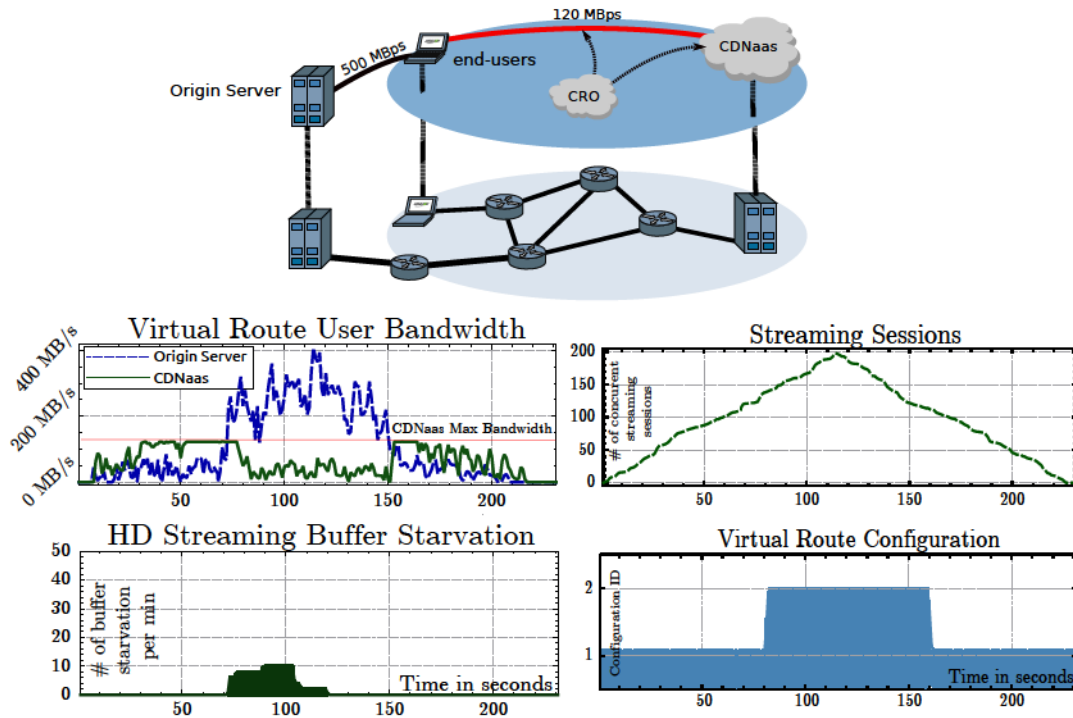 120 MBps
500 MBps
end-users
CDNaas
Origin Server
CRO
Virtual Route User Bandwidth
400 MB/s
200 MB/s
0 MB/s
Origin Server
CDNaas
CDNaas Max Bandwidth.
50
100
150
200
Streaming Sessions
200
150
100
50
0
# of concurent
streaming
sessions
50
100
150
200
HD Streaming Buffer Starvation
50
40
30
20
10
0
# of buffer
starvation
per min
Time in seconds
50
100
150
200
Virtual Route Configuration
2
1
Configuration ID
Time in seconds
50
100
150
200